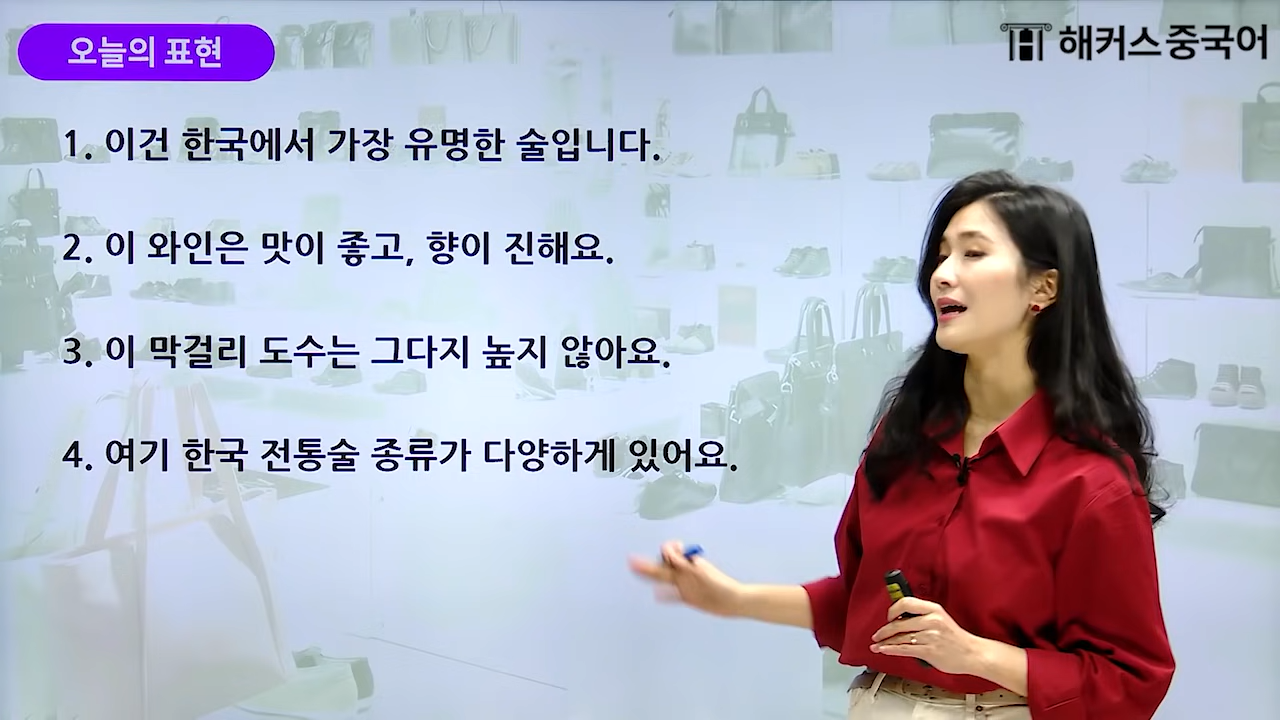 오늘의 표현
해커스중국어
1. 이건 한국에서 가장 유명한 술입니다.
2. 이 와인은 맛이 좋고, 향이 진해요.
3. 이 막걸리 도수는 그다지 높지 않아요.
4. 여기 한국 전통술 종류가 다양하게 있어요.